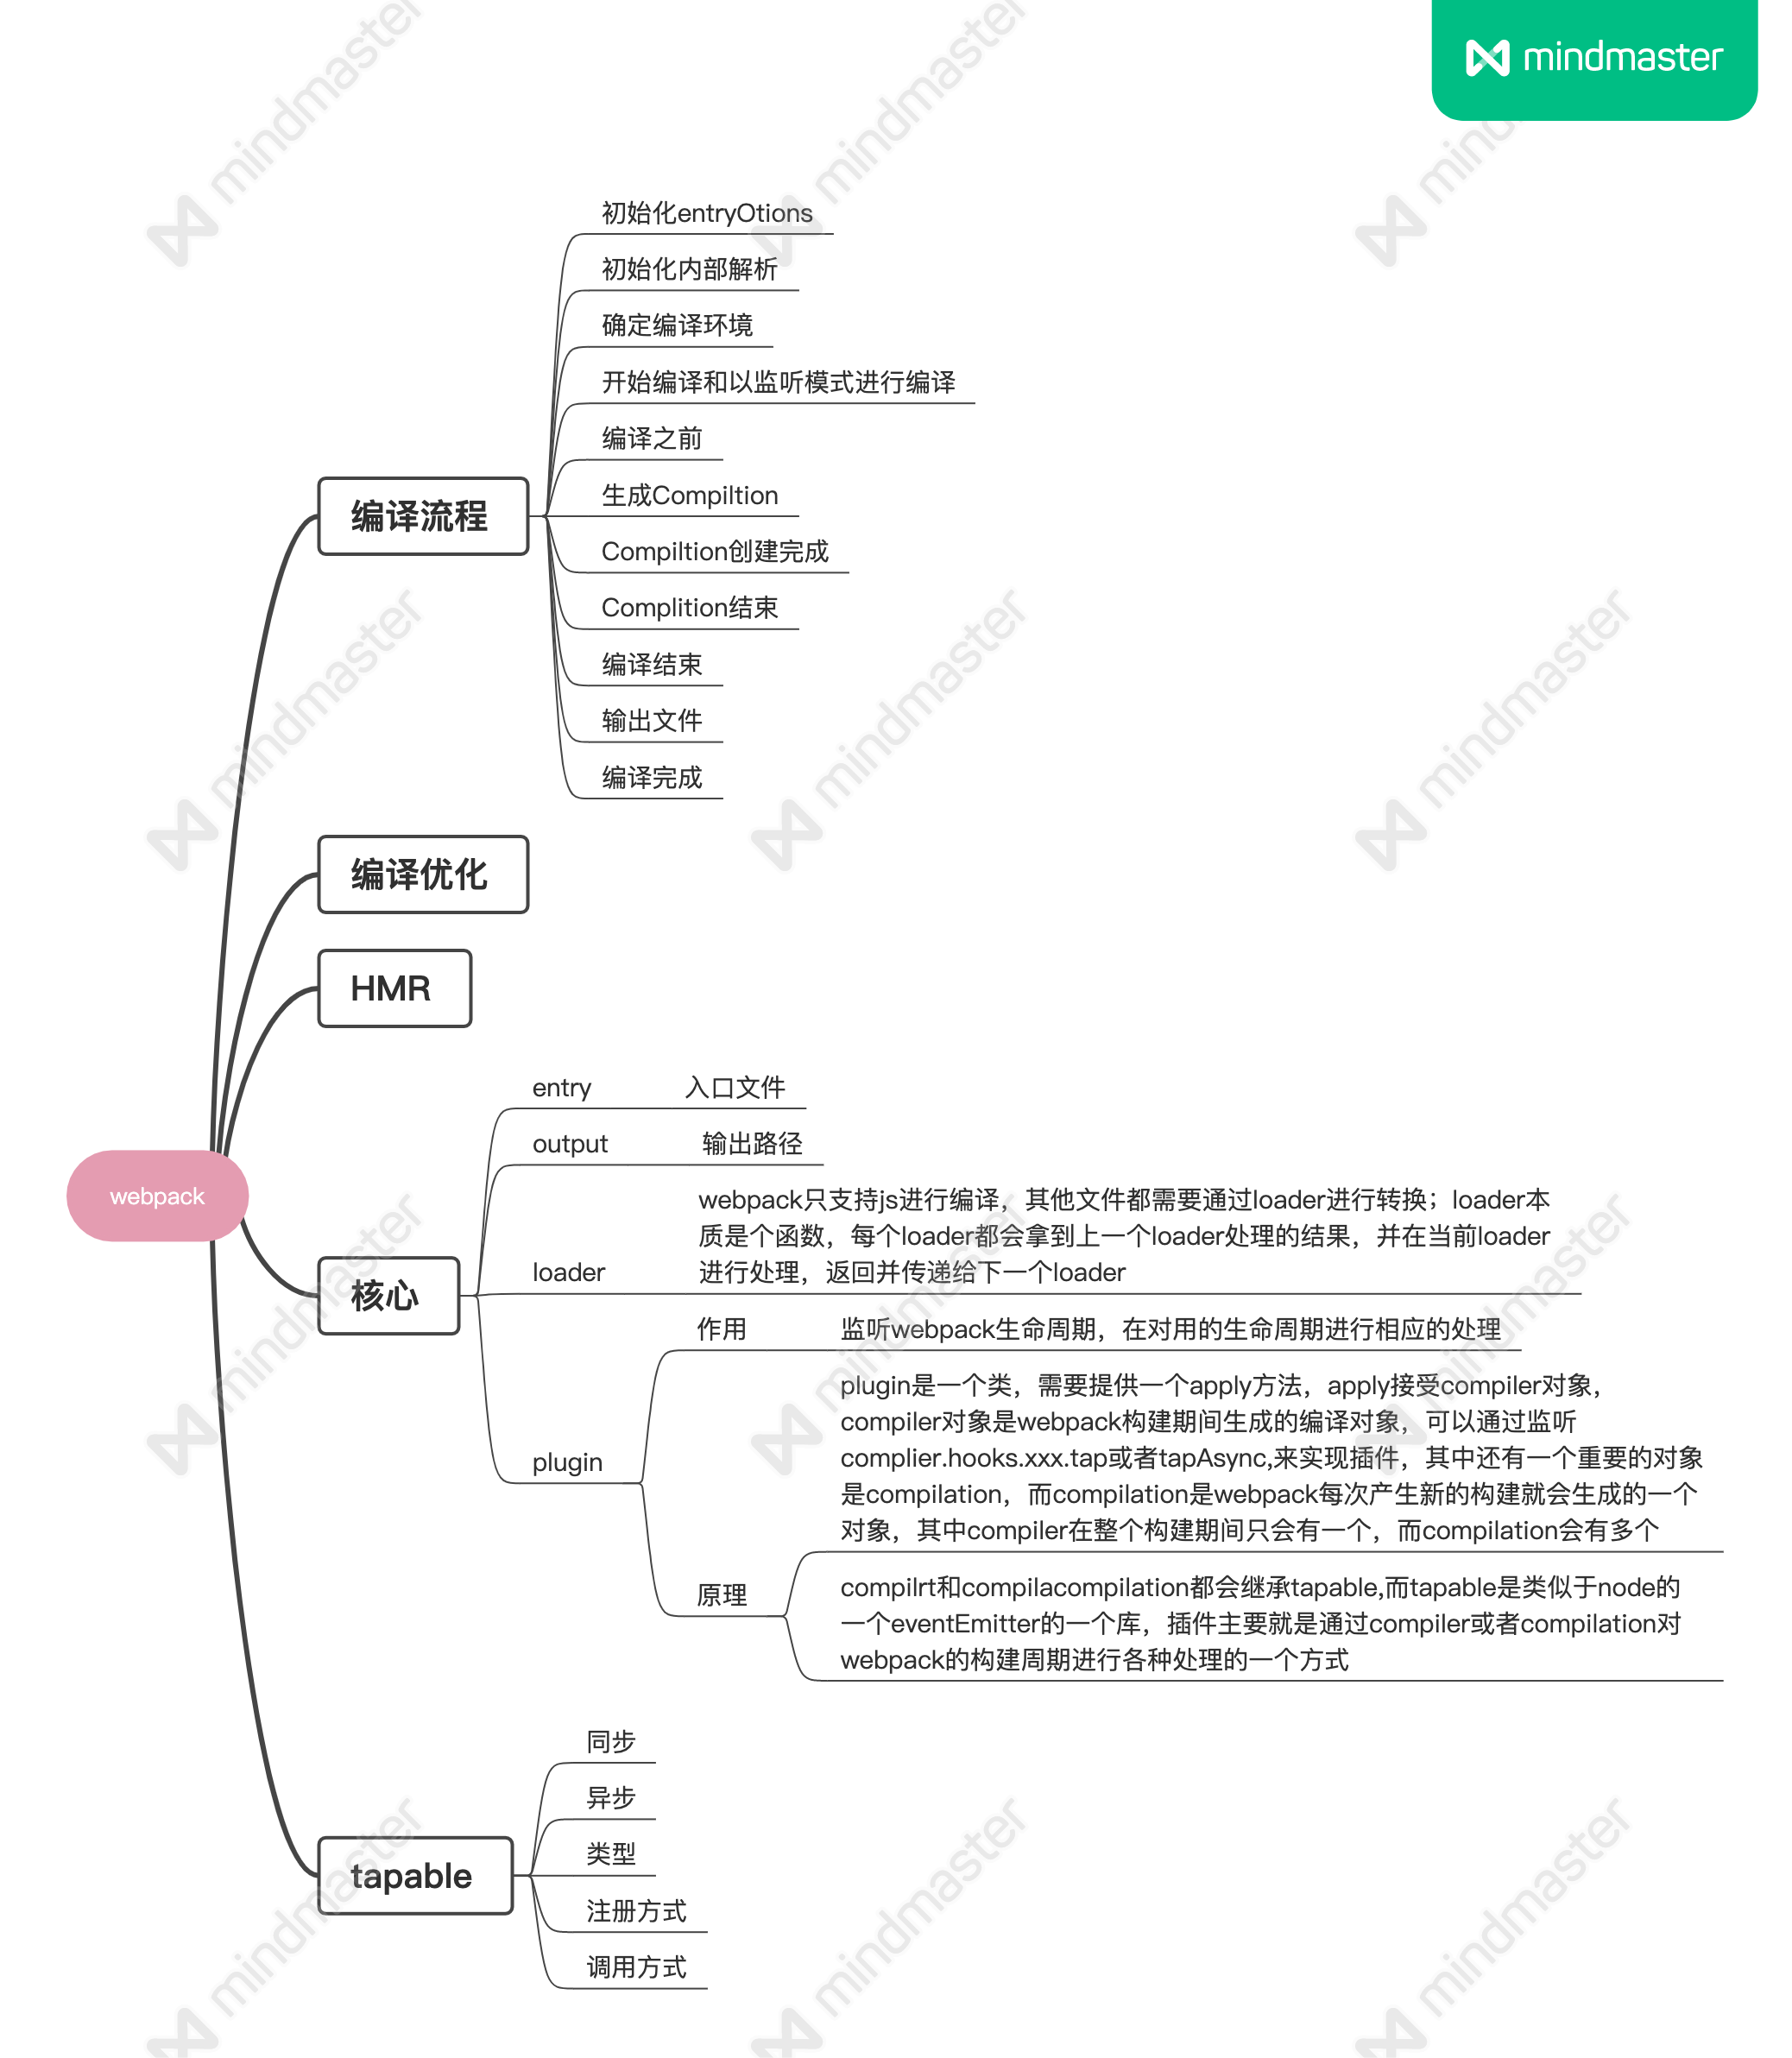 mindmaster
初始化entryOtions
初始化内部解析
确定编译环境
开始编译和以监听模式进行编译
编译之前
编译流程
生成Compiltion
Compiltion创建完成
Complition结束
编译结束
输出文件
编译完成
编译优化
HMR
entry 入口文件
output 输出路径
webpack
webpack只支持js进行编译，其他文件都需要通过loader进行转换；loader本
质是个函数，每个loader都会拿到上一个loader处理的结果，并在当前loader
loader 进行处理，返回并传递给下一个loader
核心
作用 监听webpack生命周期，在对用的生命周期进行相应的处理
plugin是一个类，需要提供一个apply方法，apply接受compiler对象，
compiler对象是webpack构建期间生成的编译对象，可以通过监听
plugin complier.hooks.xxx.tap或者tapAsync,来实现插件，其中还有一个重要的对象
是compilation，而compilation是webpack每次产生新的构建就会生成的一个
对象，其中compiler在整个构建期间只会有一个，而compilation会有多个
原理 compilrt和compilacompilation都会继承tapable,而tapable是类似于node的
一个eventEmitter的一个库，插件主要就是通过compiler或者compilation对
webpack的构建周期进行各种处理的一个方式
同步
异步
类型
tapable
注册方式
调用方式
mindmaster
mindmaster
mindmaster
mindmaster
mindmaster
mindmaster
mindmaster
mindmaster
mindmaster
mindmaster
mindmaster
mindmaster